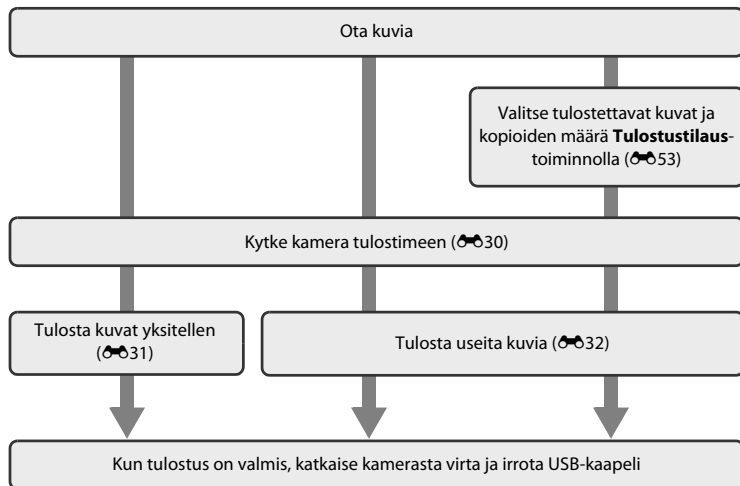 Ota kuvia
Valitse tulostettavat kuvat ja
kopioiden määrä Tulostustilaus-
toiminnolla (53)
Kytke kamera tulostimeen (30)
Tulosta kuvat yksitellen
(31)
Tulosta useita kuvia (32)
Kun tulostus on valmis, katkaise kamerasta virta ja irrota USB-kaapeli